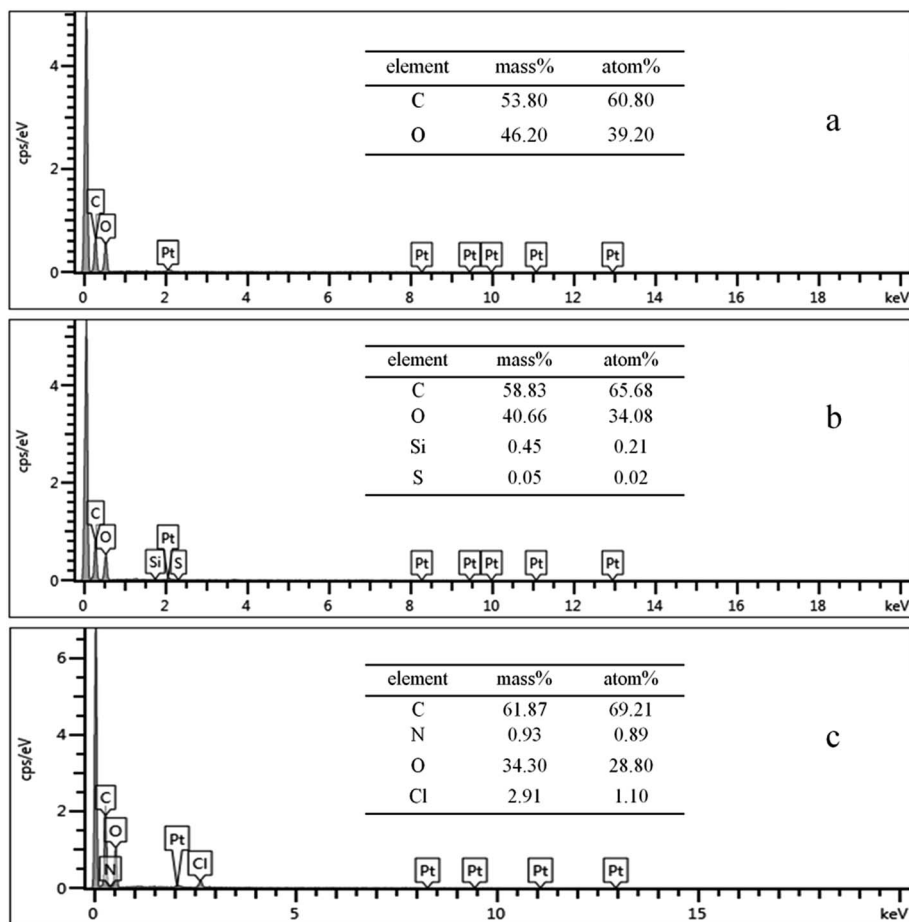 cps/eV
4
2
0
element mass% atom%
C 53.80 60.80
O 46.20 39.20
a
C O Pt Pt Pt Pt Pt Pt
0 2 4 6 8 10 12 14 16 18 keV
cps/eV
4
2
0
element mass% atom%
C 58.83 65.68
O 40.66 34.08
Si 0.45 0.21
S 0.05 0.02
b
C O Si Pt S Pt Pt Pt Pt Pt
0 2 4 6 8 10 12 14 16 18 keV
cps/eV
6
4
2
0
element mass% atom%
C 61.87 69.21
N 0.93 0.89
O 34.30 28.80
Cl 2.91 1.10
c
C N O Pt Cl Pt Pt Pt Pt
0 5 10 15 keV